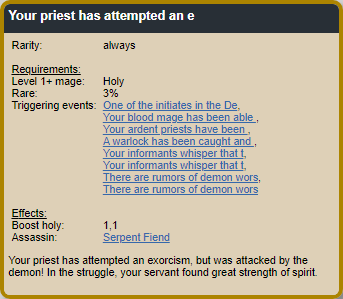 Your priest has attempted an e
Rarity: always
Requirements:
Level 1+ mage: Holy
Rare: 3%
Triggering events: One of the initiates in the De,
Your blood mage has been able ,
Your ardent priests have been ,
A warlock has been caught and ,
Your informants whisper that t,
Your informants whisper that t,
There are rumors of demon wors,
There are rumors of demon wors
Effects:
Boost holy: 1,1
Assassin: Serpent Fiend
Your priest has attempted an exorcism, but was attacked by the
demon! In the struggle, your servant found great strength of spirit.